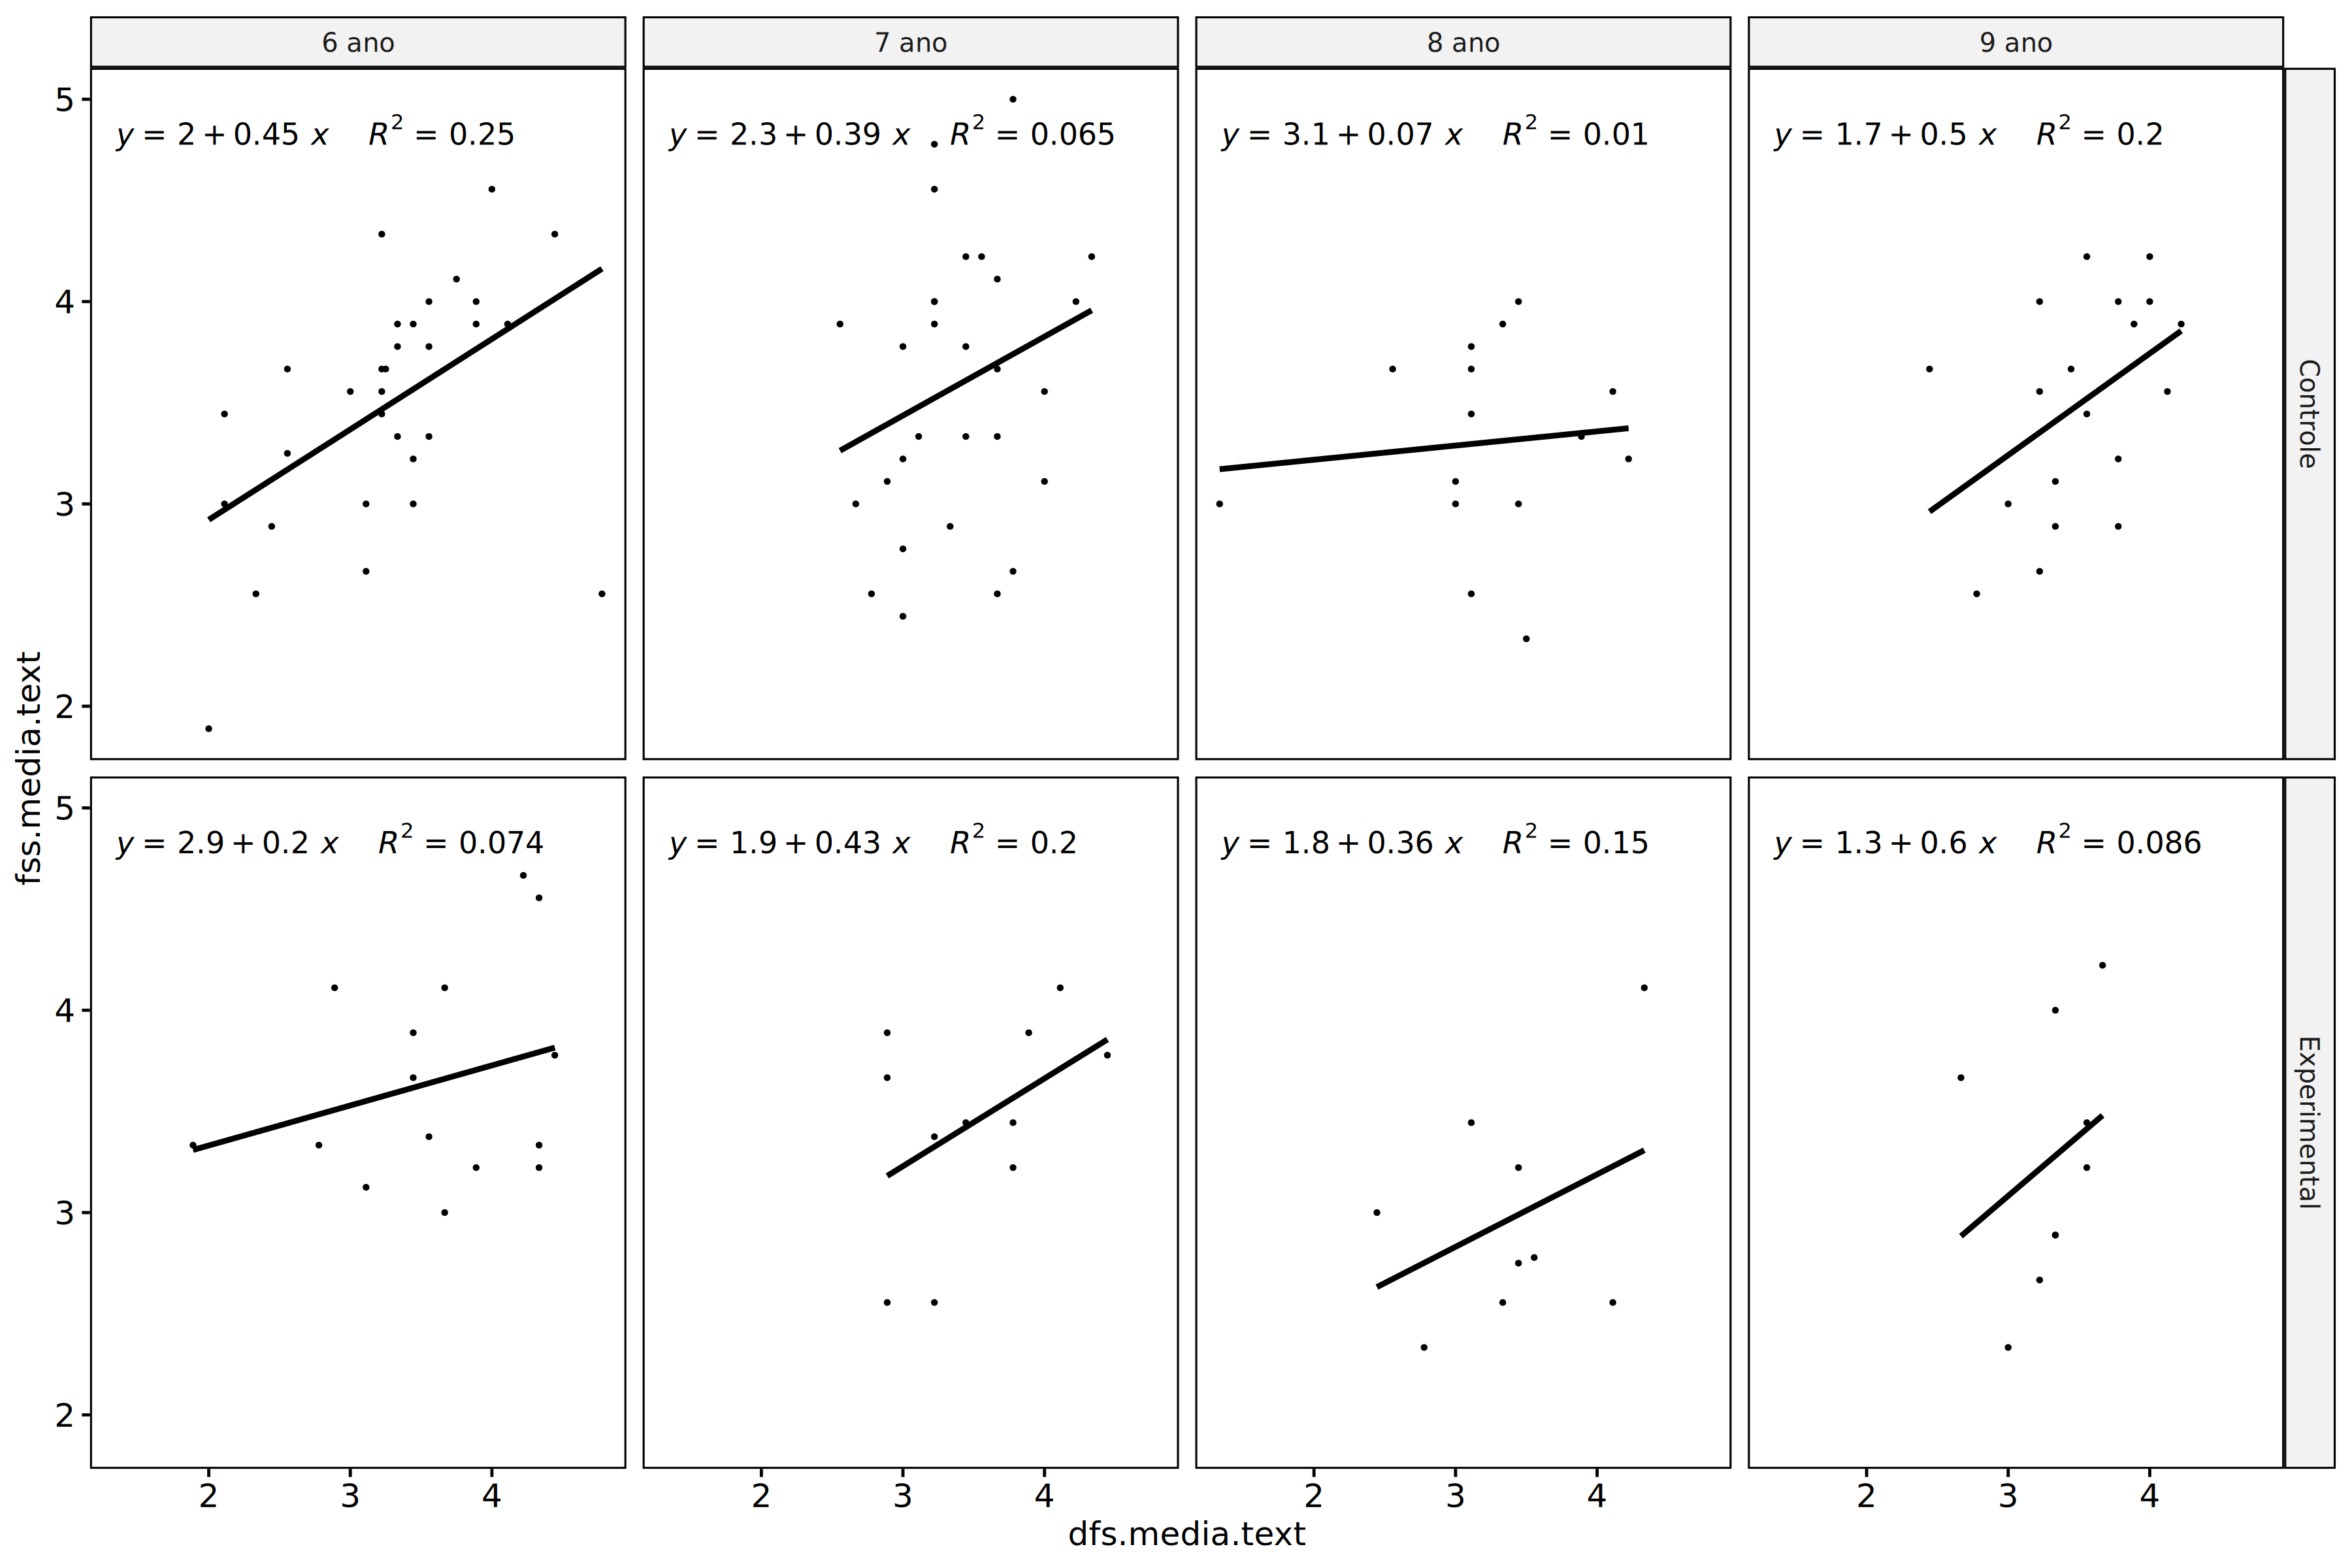 6 ano 7 ano 8 ano 9 ano
5
y = 2 + 0.45 x R² = 0.25
y = 2.3 + 0.39 x R² = 0.065
y = 3.1 + 0.07 x R² = 0.01
y = 1.7 + 0.5 x R² = 0.2
4
3
2
Controle
fss.media.text
5
y = 2.9 + 0.2 x R² = 0.074
y = 1.9 + 0.43 x R² = 0.2
y = 1.8 + 0.36 x R² = 0.15
y = 1.3 + 0.6 x R² = 0.086
4
3
2
Experimental
2 3 4 2 3 4 2 3 4 2 3 4
dfs.media.text